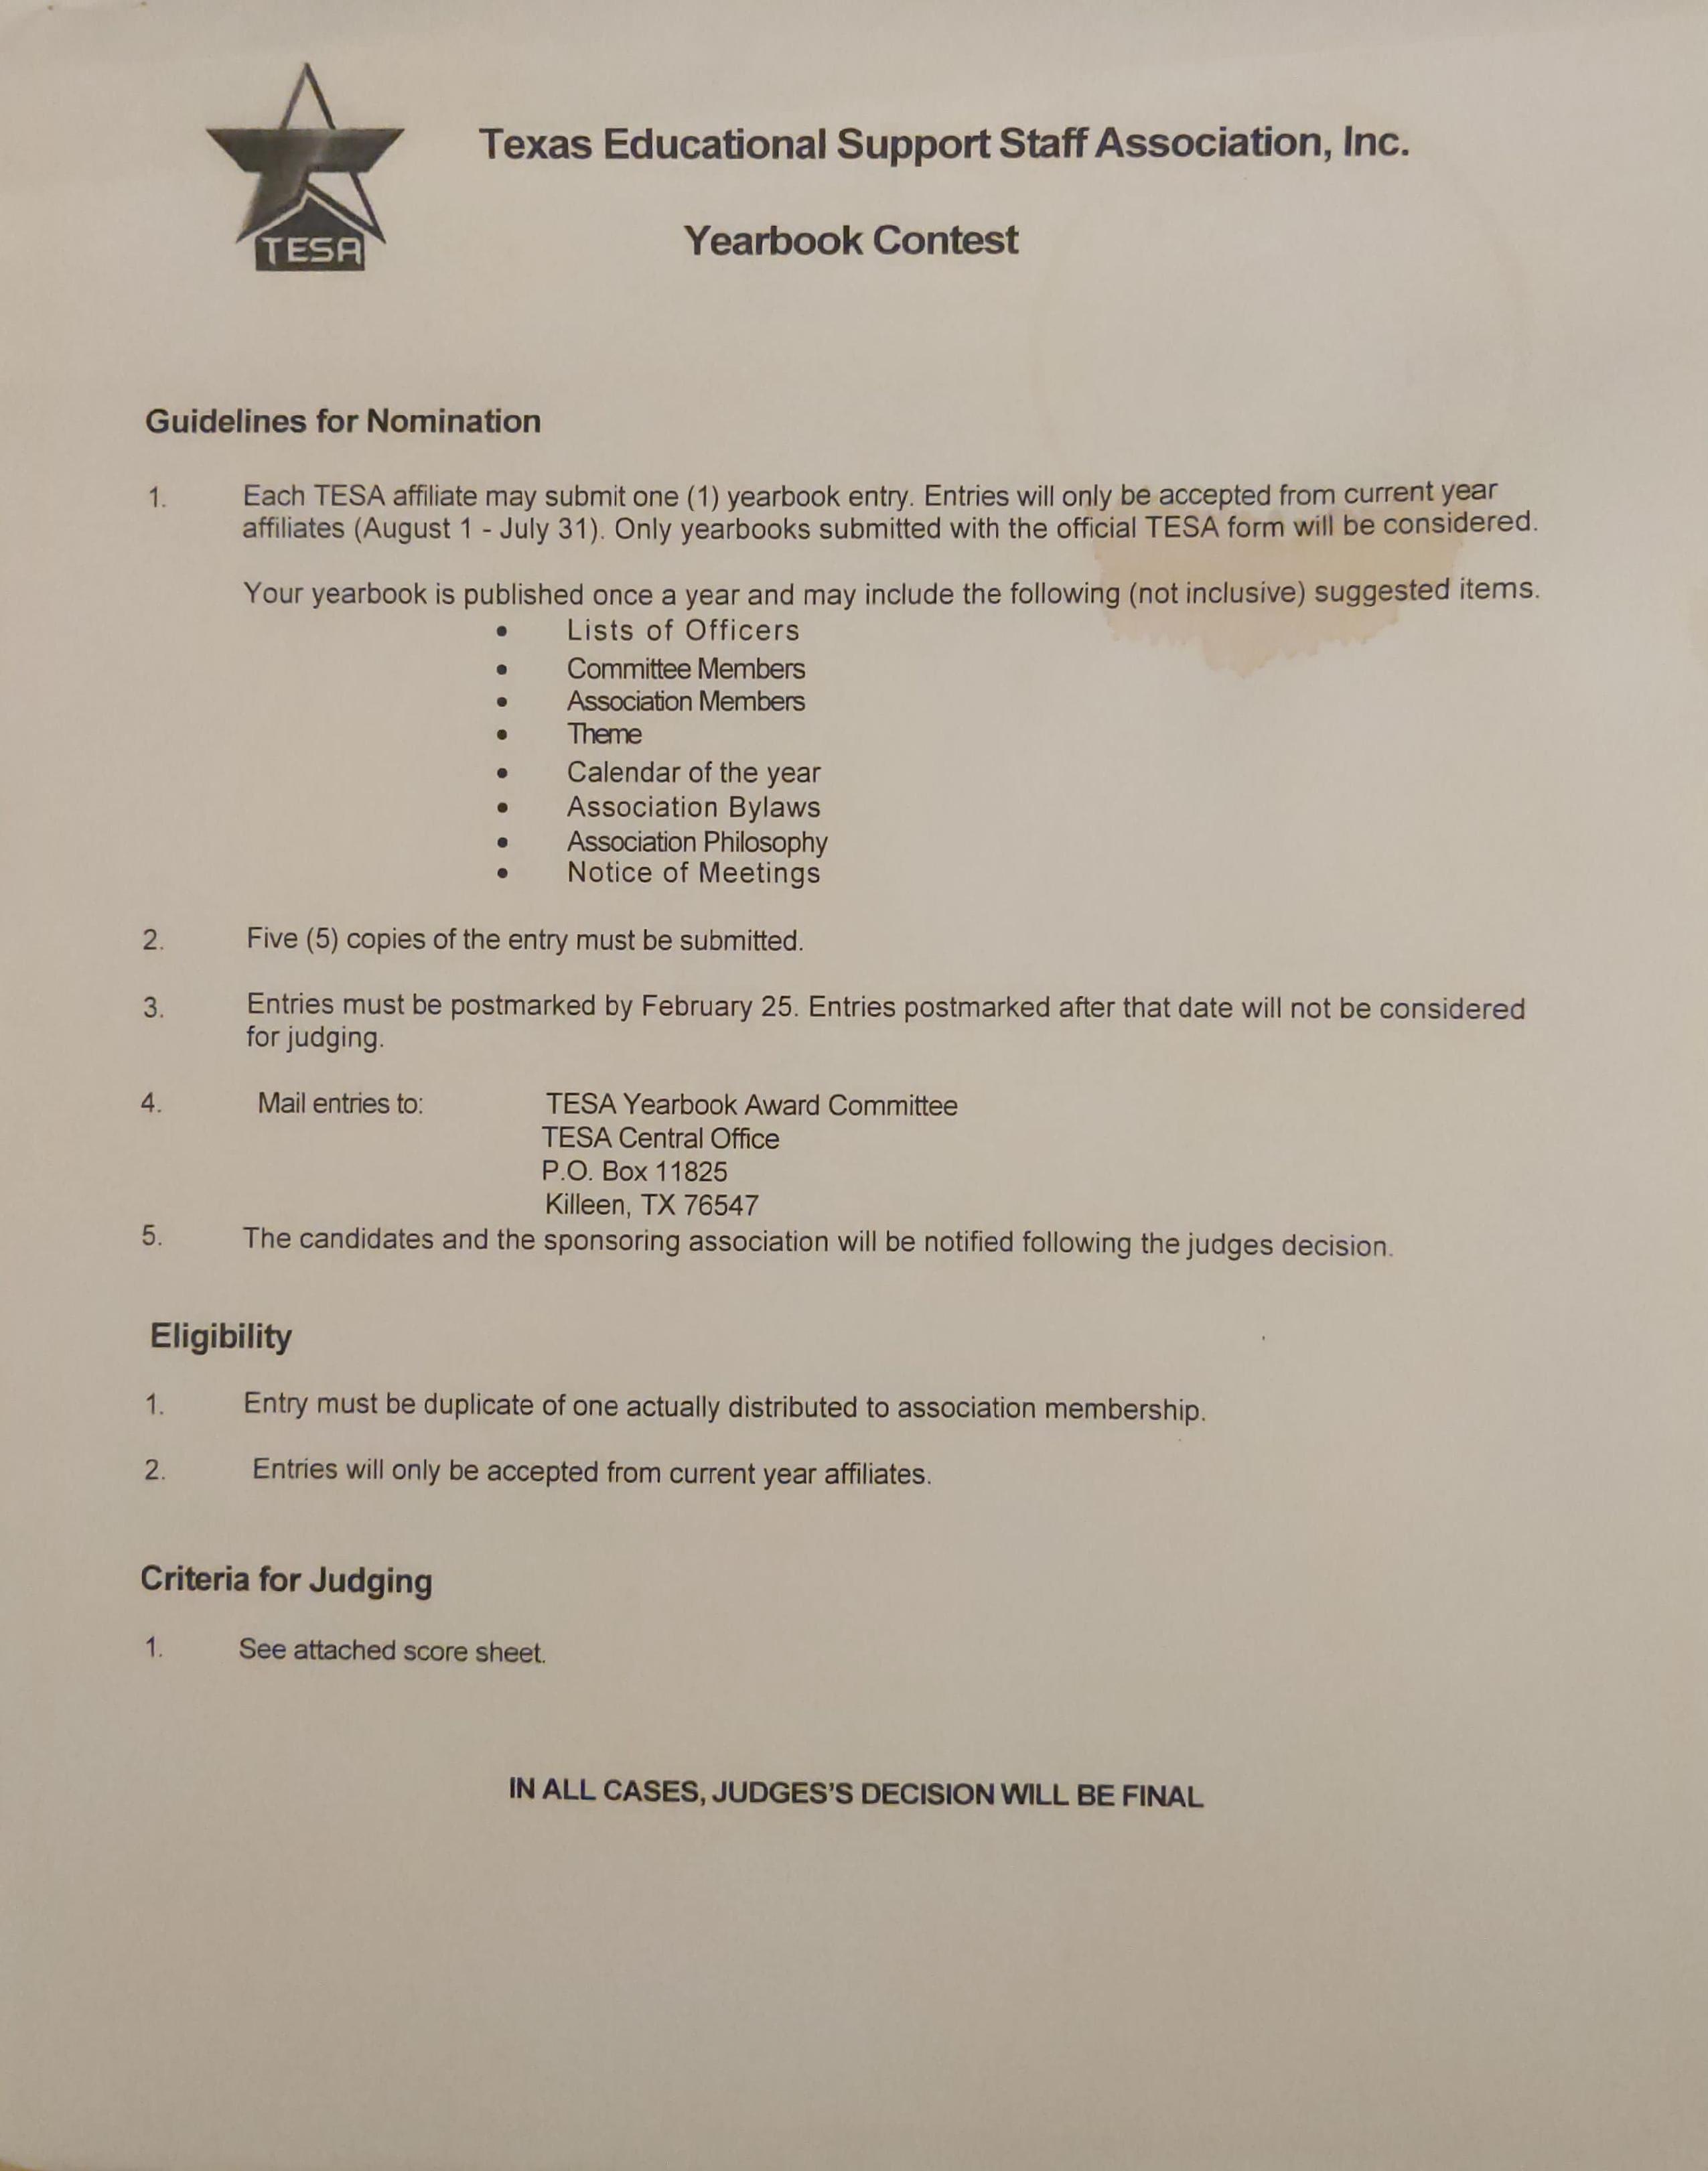 TESA
Texas Educational Support Staff Association, Inc.
Yearbook Contest
Guidelines for Nomination
1. Each TESA affiliate may submit one (1) yearbook entry. Entries will only be accepted from current year
affiliates (August 1 - July 31). Only yearbooks submitted with the official TESA form will be considered.
Your yearbook is published once a year and may include the following (not inclusive) suggested items.
• Lists of Officers
• Committee Members
• Association Members
• Theme
• Calendar of the year
• Association Bylaws
• Association Philosophy
• Notice of Meetings
2. Five (5) copies of the entry must be submitted.
3. Entries must be postmarked by February 25. Entries postmarked after that date will not be considered
for judging.
4. Mail entries to: TESA Yearbook Award Committee
TESA Central Office
P.O. Box 11825
Killeen, TX 76547
5. The candidates and the sponsoring association will be notified following the judges decision.
Eligibility
1. Entry must be duplicate of one actually distributed to association membership.
2. Entries will only be accepted from current year affiliates.
Criteria for Judging
1. See attached score sheet.
IN ALL CASES, JUDGES'S DECISION WILL BE FINAL